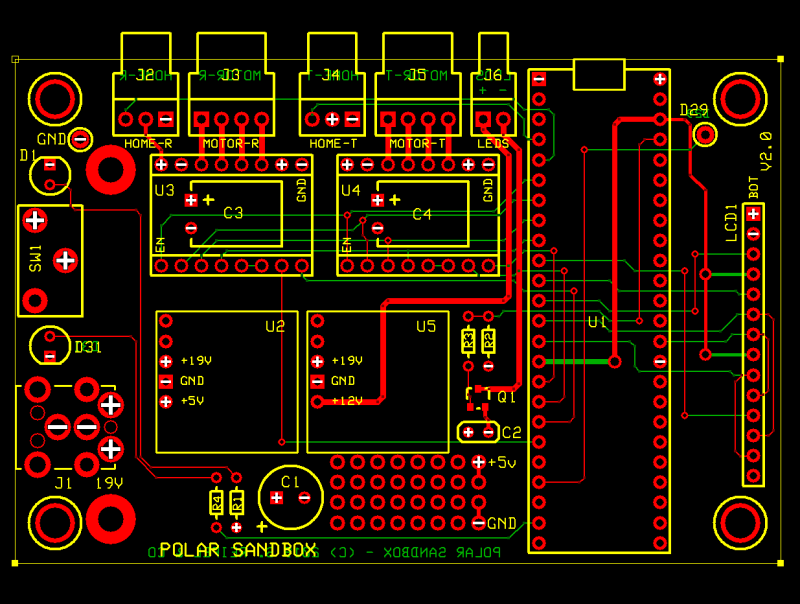 J2
J3
J4
J5
J6
+ -
D29
GND
HOME-R
MOTOR-R
HOME-T
MOTOR-T
LEDS
V2.0
D1
U3
+
C3
GND
EN
U4
+
C4
GND
EN
BOT
LCD1
SW1
U2
U5
U1
R3
R2
D31
+19V
GND
+5V
+19V
GND
+12V
Q1
C2
J1
19V
R4
R1
C1
+
+5v
GND
POLAR SANDBOX